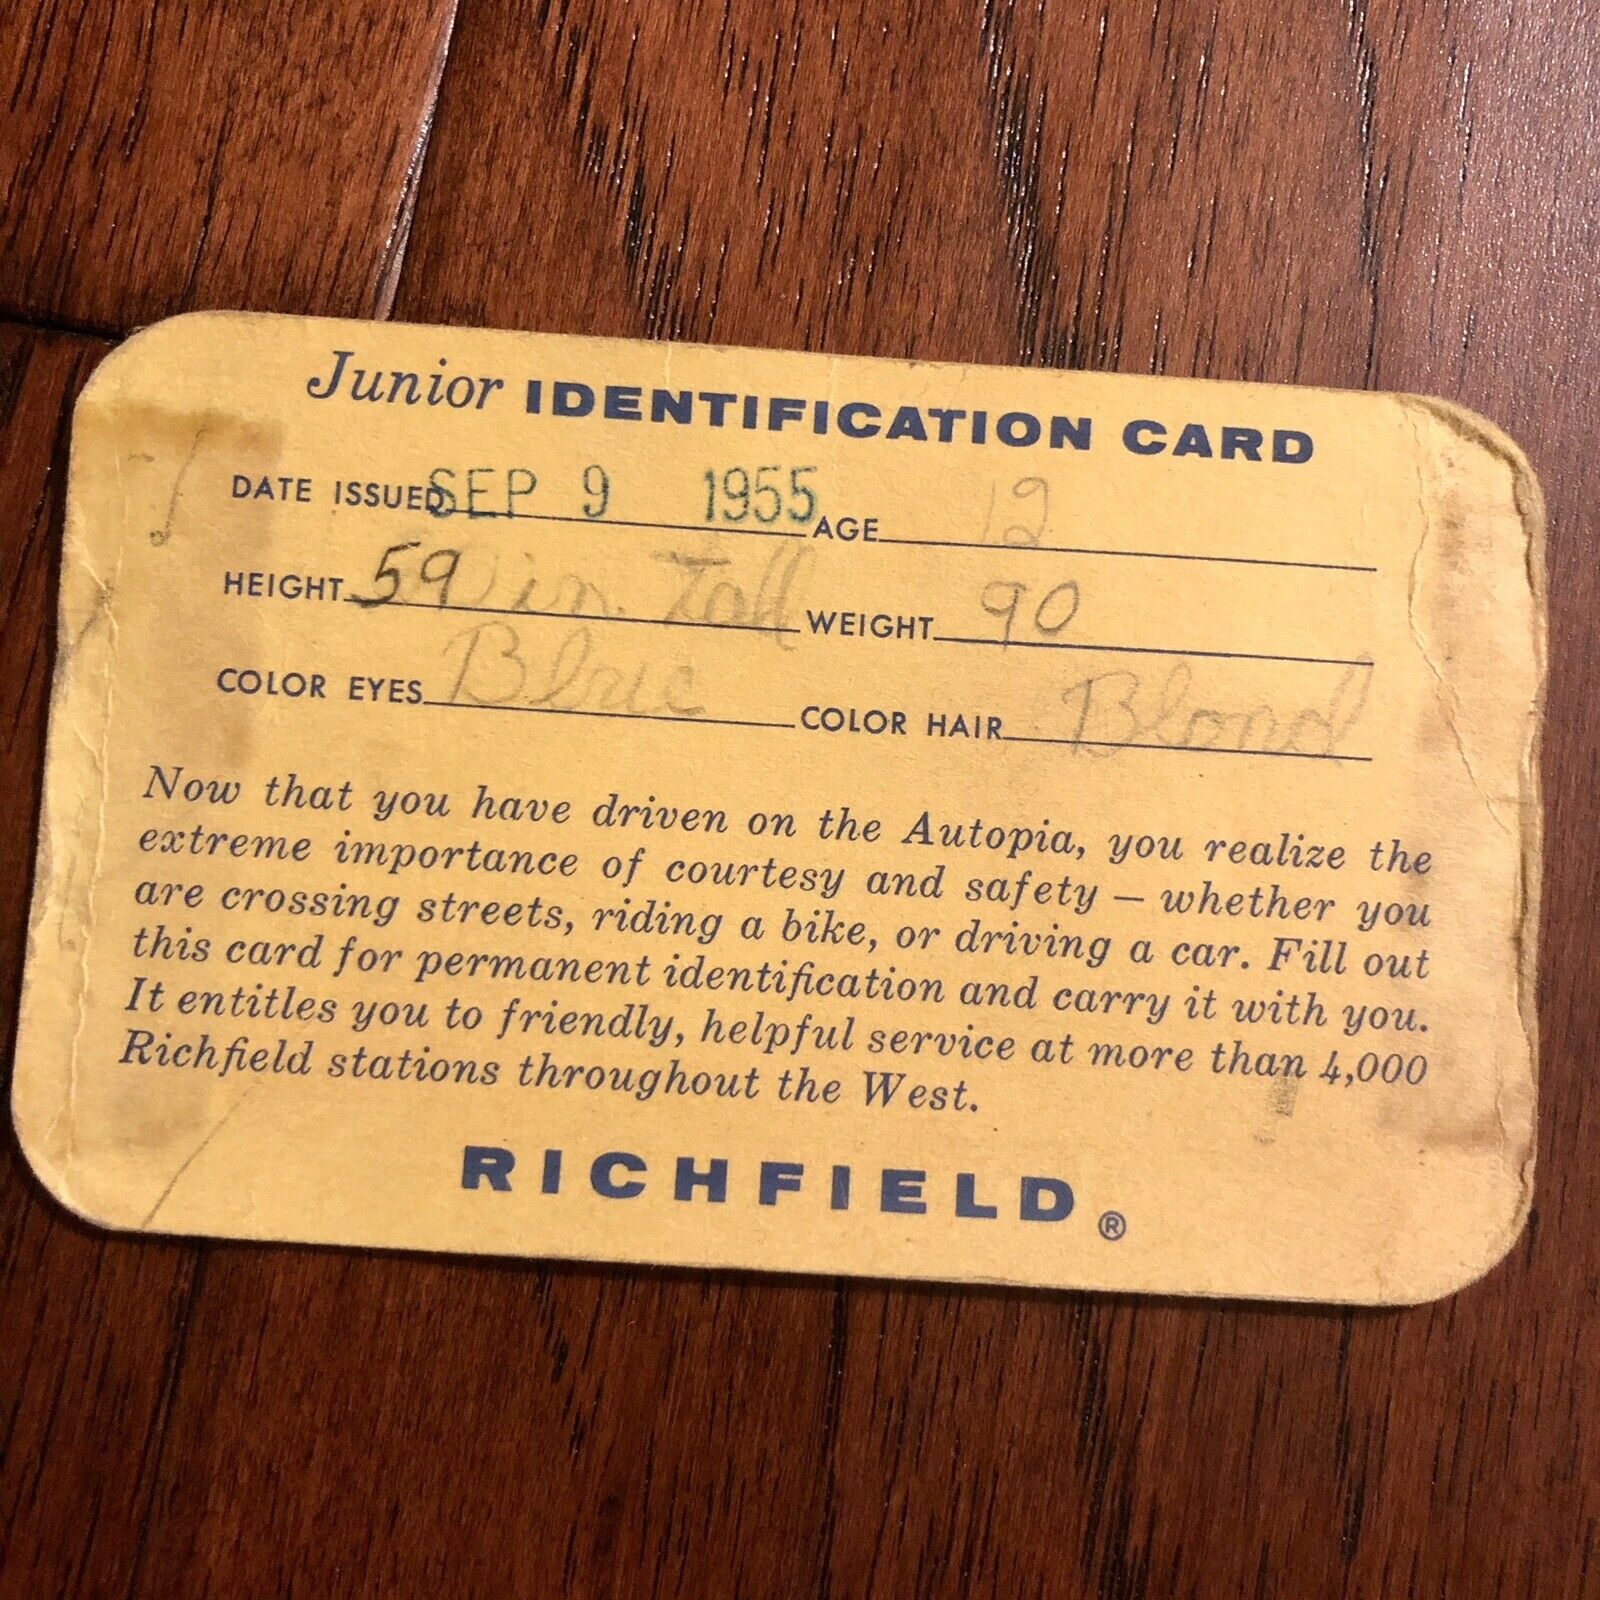 Junior IDENTIFICATION CARD
DATE ISSUED SEP 9 1955 AGE 12
HEIGHT 59 in. Tall WEIGHT 90
COLOR EYES Blue COLOR HAIR Blond
Now that you have driven on the Autopia, you realize the
extreme importance of courtesy and safety — whether you
are crossing streets, riding a bike, or driving a car. Fill out
this card for permanent identification and carry it with you.
It entitles you to friendly, helpful service at more than 4,000
Richfield stations throughout the West.
RICHFIELD®